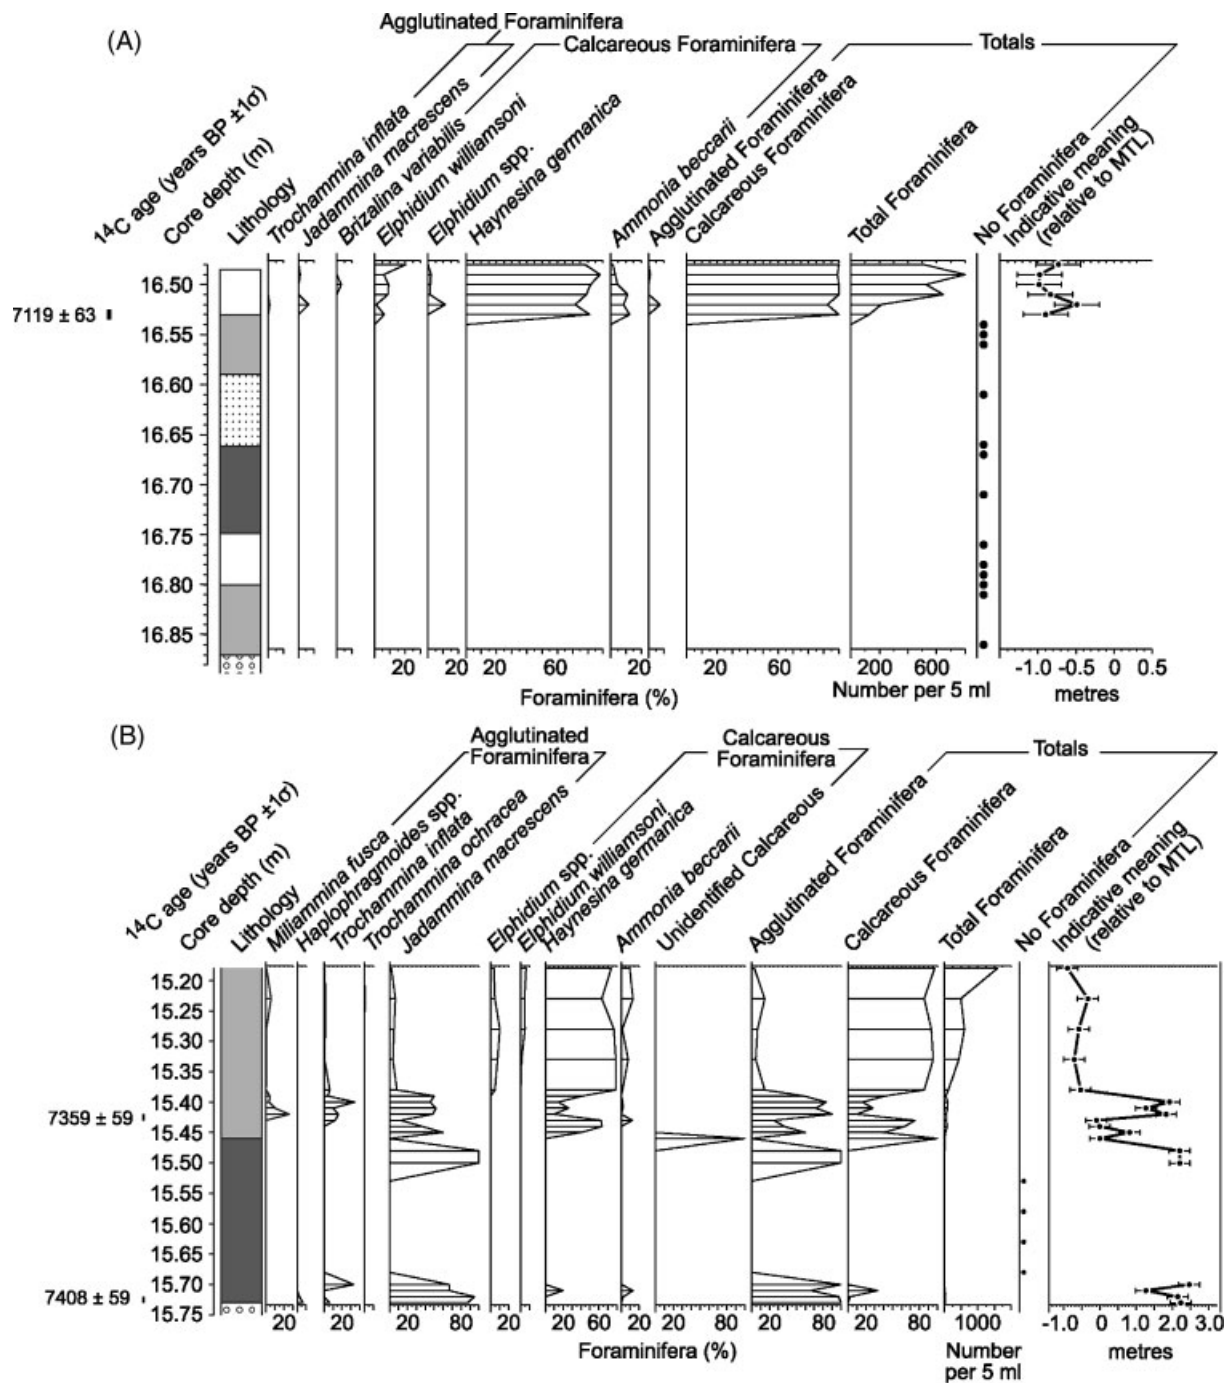 (A)
Agglutinated Foraminifera
Calcareous Foraminifera
Totals
14C age (years BP ±1σ)
Core depth (m)
Lithology
Trochammina inflata
Jadammina macrescens
Brizalina variabilis
Elphidium williamsoni
Elphidium spp.
Haynesina germanica
Ammonia beccarii
Agglutinated Foraminifera
Calcareous Foraminifera
Total Foraminifera
No Foraminifera
Indicative meaning
(relative to MTL)
16.50
7119 ± 63
16.55
16.60
16.65
16.70
16.75
16.80
16.85
20 20 20 60 20 20 60 200 600 -1.0 -0.5 0.0 0.5
Foraminifera (%)
Number per 5 ml
metres
(B)
Agglutinated
Foraminifera
Calcareous
Foraminifera
Totals
14C age (years BP ±1σ)
Core depth (m)
Lithology
Miliammina fusca
Haplophragmoides spp.
Trochammina inflata
Trochammina ochracea
Jadammina macrescens
Elphidium spp.
Elphidium williamsoni
Haynesina germanica
Ammonia beccarii
Unidentified Calcareous
Agglutinated Foraminifera
Calcareous Foraminifera
Total Foraminifera
No Foraminifera
Indicative meaning
(relative to MTL)
15.20
15.25
15.30
15.35
15.40
7359 ± 59
15.45
15.50
15.55
15.60
15.65
15.70
7408 ± 59
15.75
20 20 20 80 20 20 60 20 20 80 20 80 20 80 1000 -1.0 0 1.0 2.0 3.0
Foraminifera (%)
Number
per 5 ml
metres